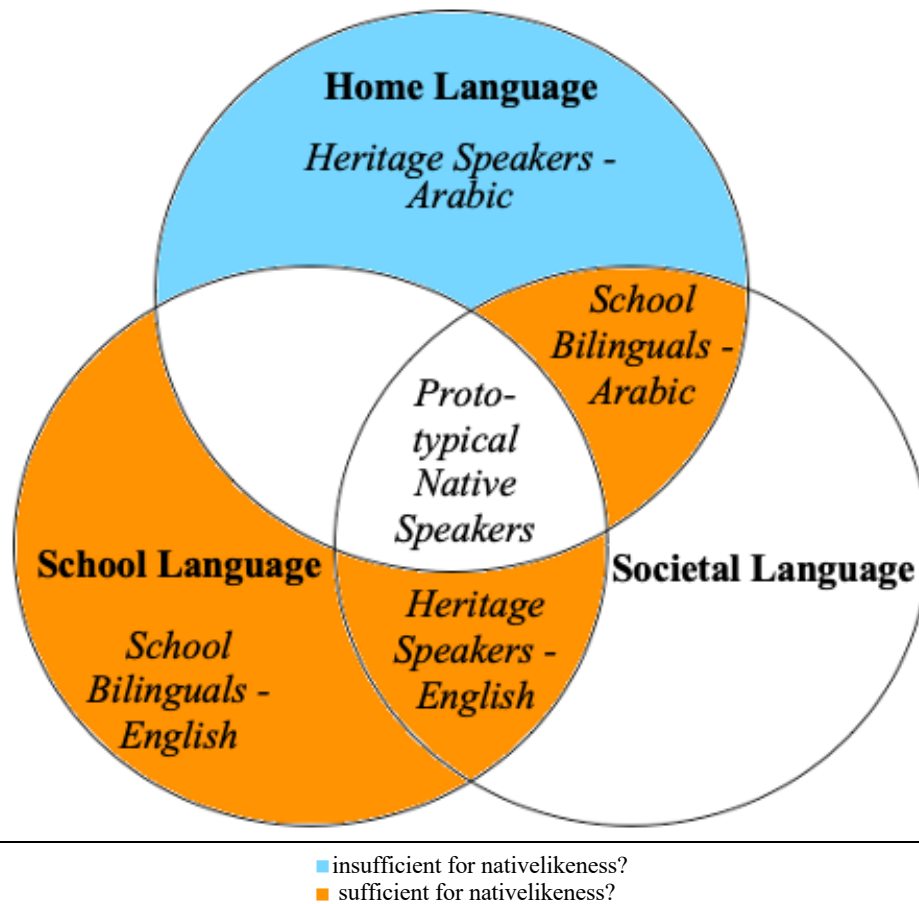 Home Language
Heritage Speakers -
Arabic
School
Bilinguals -
Arabic
Proto-
typical
Native
Speakers
School Language
Societal Language
Heritage
Speakers -
English
School
Bilinguals -
English
insufficient for nativelikeness?
sufficient for nativelikeness?